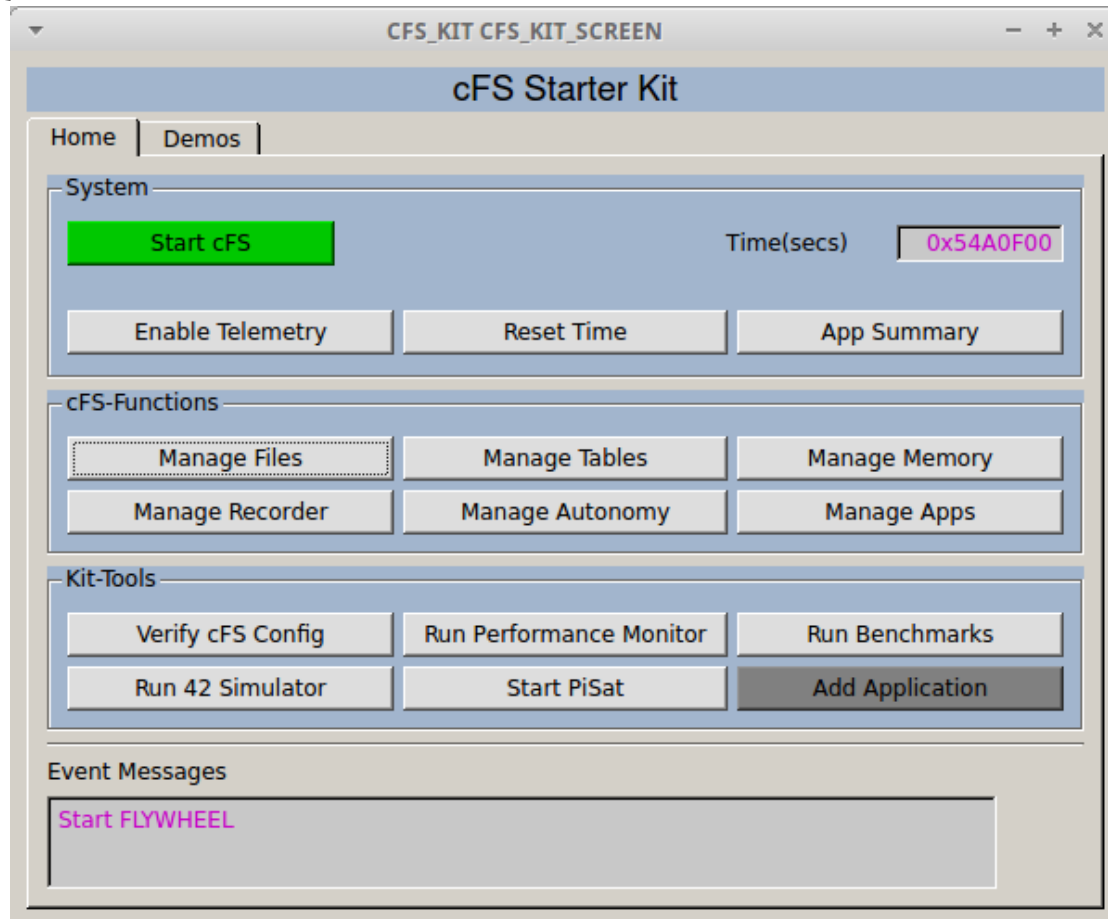 CFS_KIT CFS_KIT_SCREEN
cFS Starter Kit
Home Demos
System
Start cFS Time(secs) 0x54A0F00
Enable Telemetry Reset Time App Summary
cFS-Functions
Manage Files Manage Tables Manage Memory
Manage Recorder Manage Autonomy Manage Apps
Kit-Tools
Verify cFS Config Run Performance Monitor Run Benchmarks
Run 42 Simulator Start PiSat Add Application
Event Messages
Start FLYWHEEL